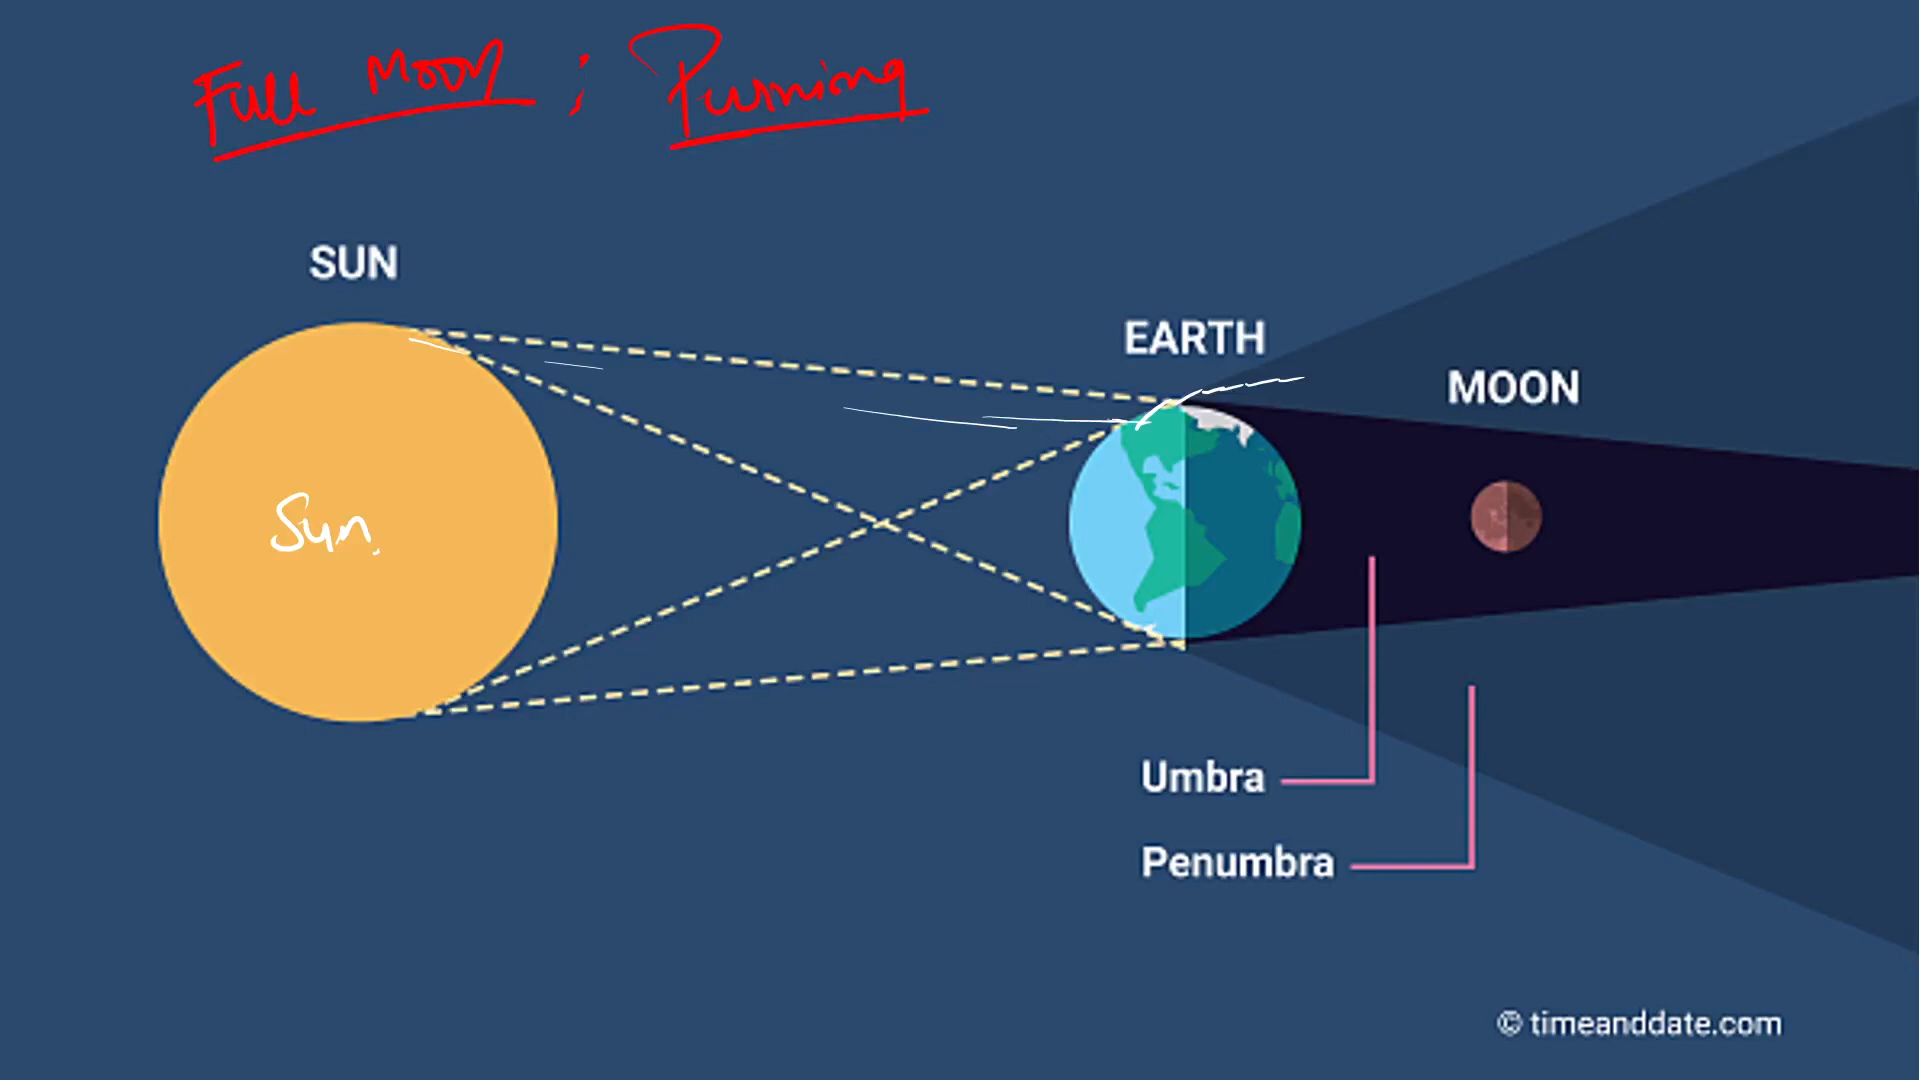 Full Moon ; Purnima
SUN
EARTH
MOON
Sun.
Umbra
Penumbra
© timeanddate.com